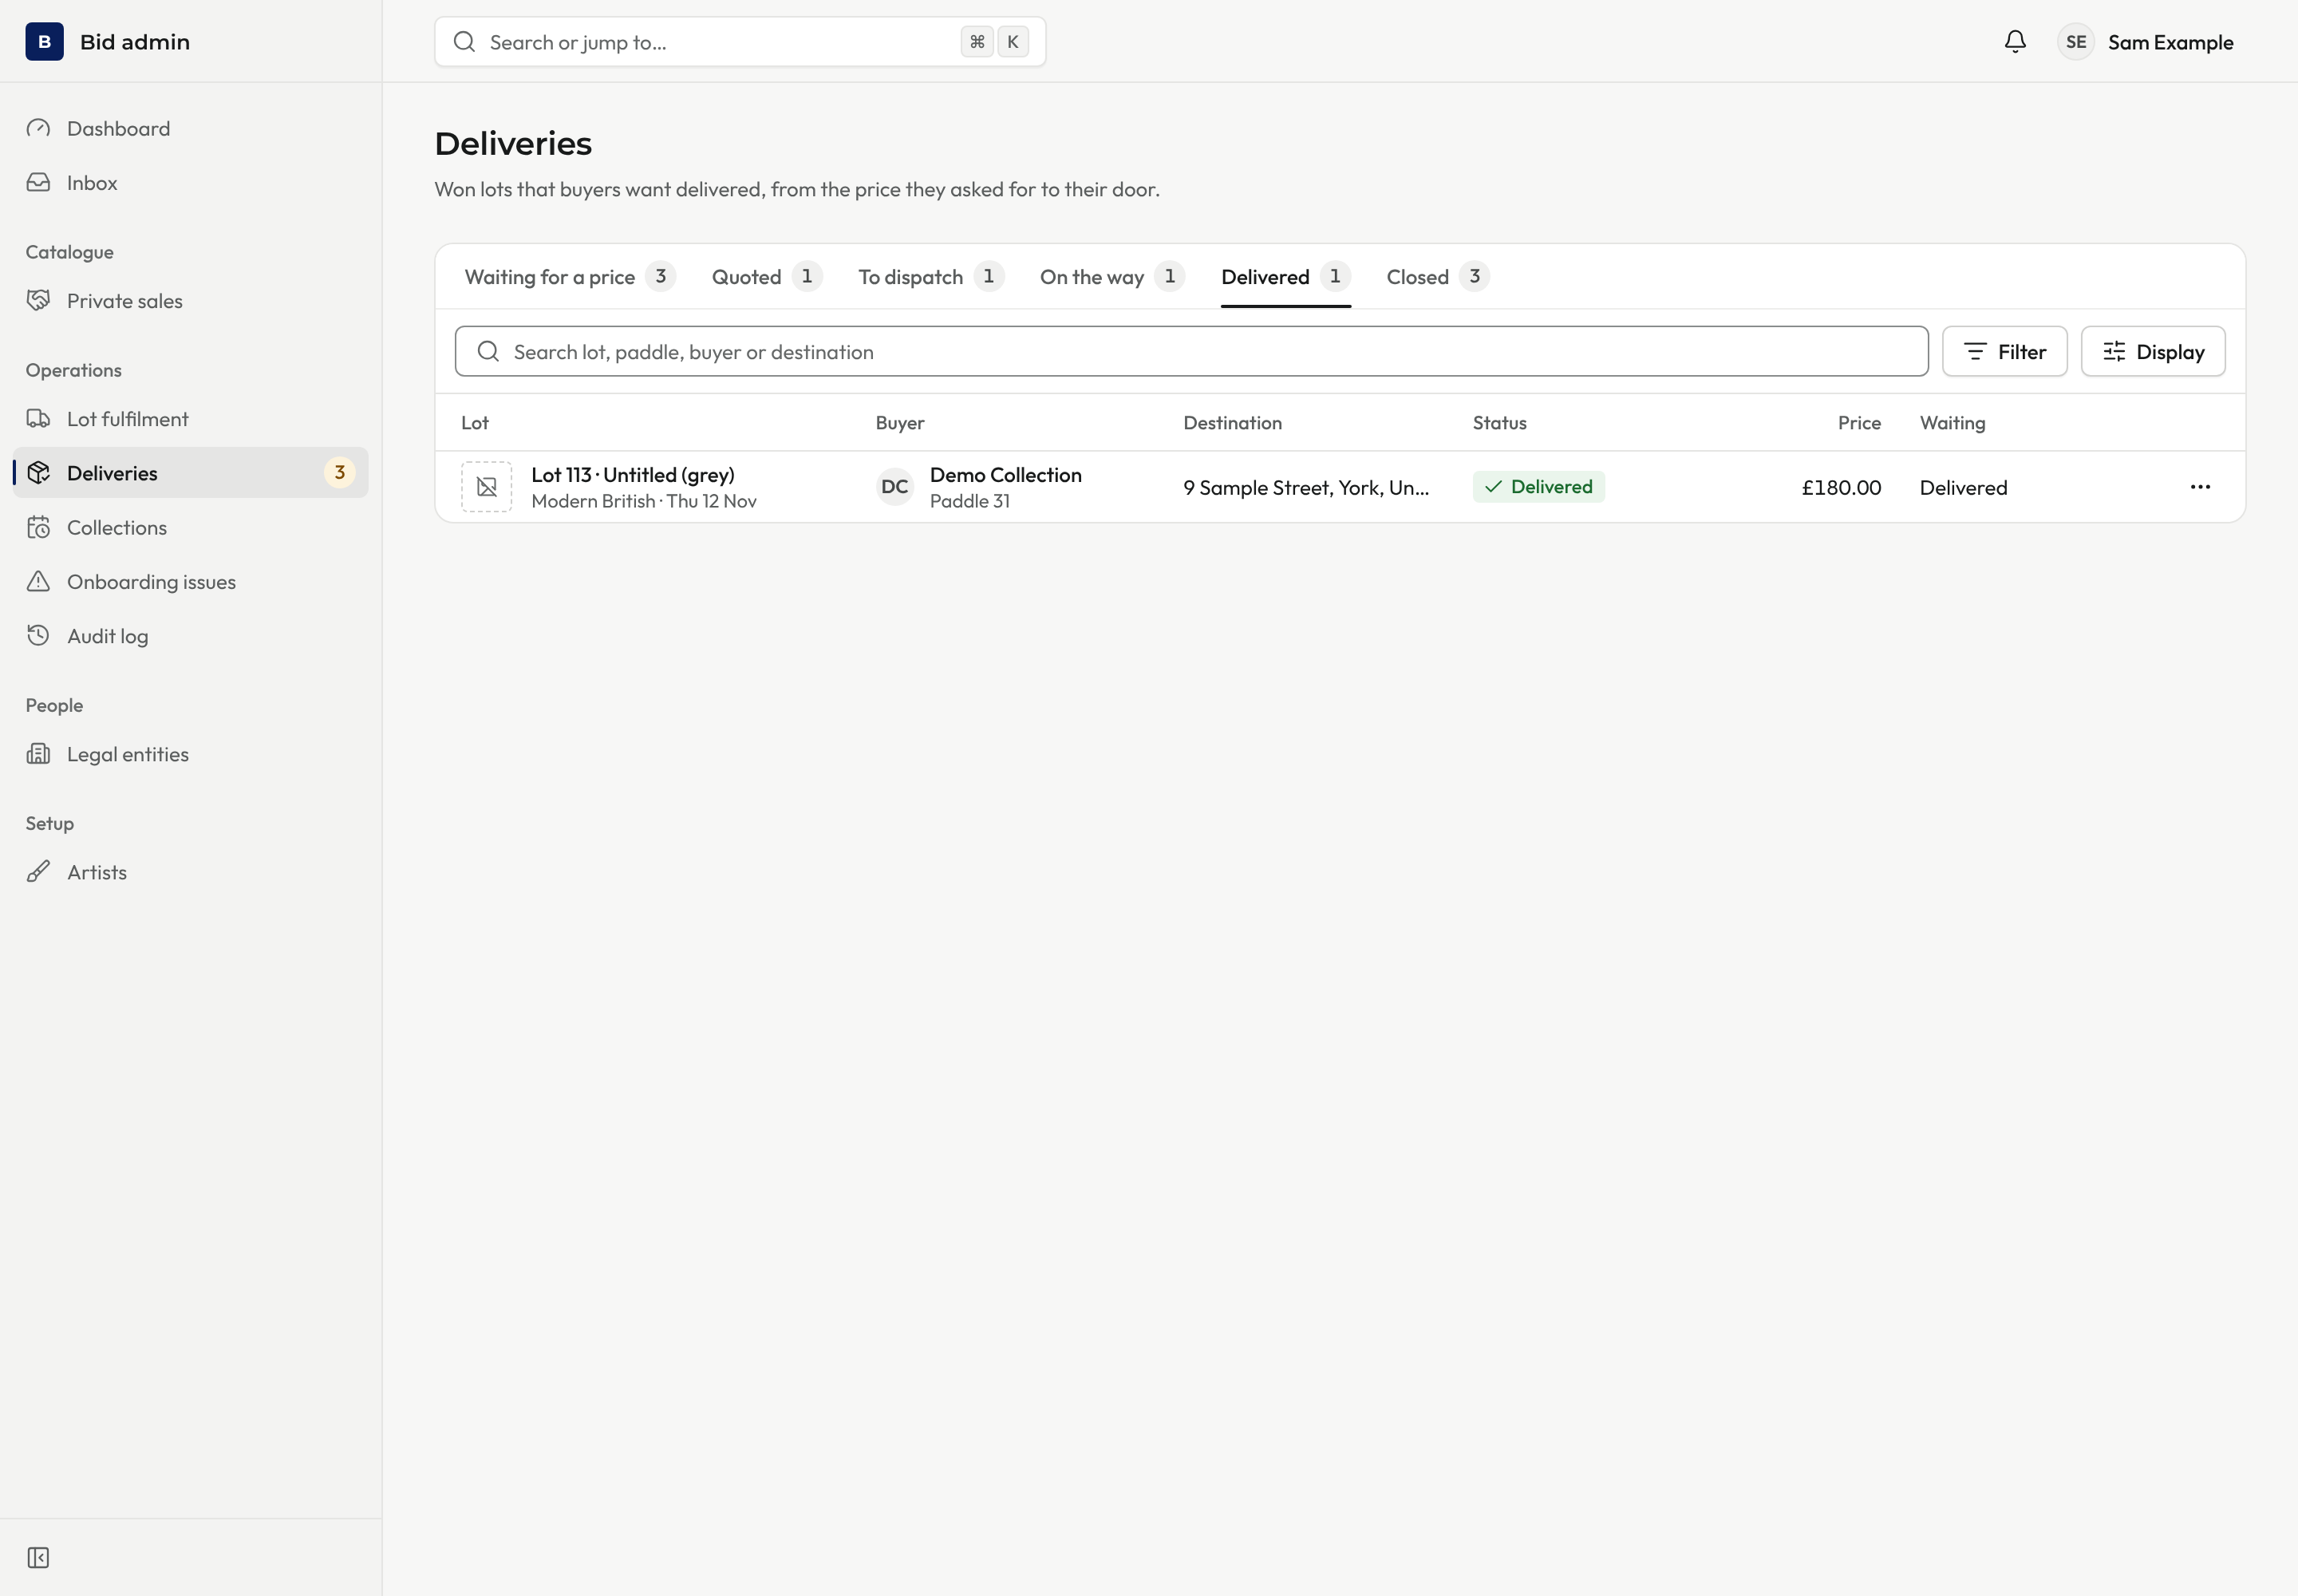 B Bid admin
Search or jump to... ⌘ K
SE Sam Example
Dashboard
Inbox
Catalogue
Private sales
Operations
Lot fulfilment
Deliveries 3
Collections
Onboarding issues
Audit log
People
Legal entities
Setup
Artists
Deliveries
Won lots that buyers want delivered, from the price they asked for to their door.
Waiting for a price 3 Quoted 1 To dispatch 1 On the way 1 Delivered 1 Closed 3
Search lot, paddle, buyer or destination Filter Display
Lot Buyer Destination Status Price Waiting
Lot 113 · Untitled (grey)
Modern British · Thu 12 Nov
DC Demo Collection
Paddle 31
9 Sample Street, York, Un... Delivered £180.00 Delivered